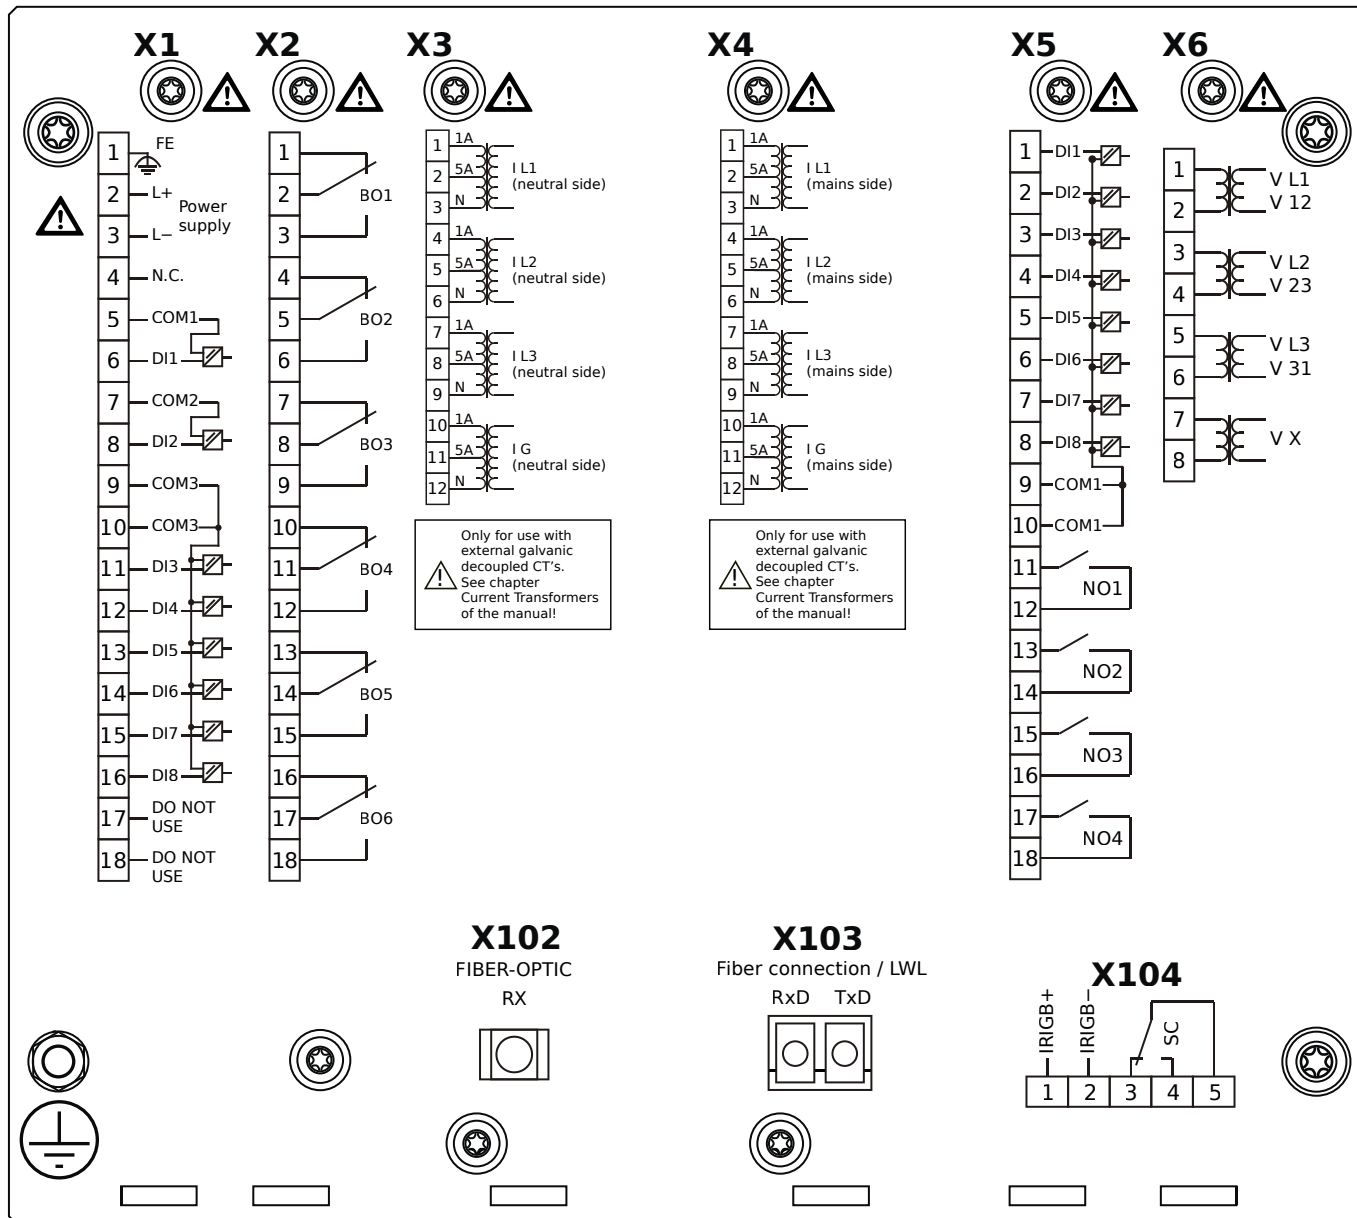 X1
1 FE
2 L+ Power
supply
3 L−
4 N.C.
5 COM1
6 DI1
7 COM2
8 DI2
9 COM3
10 COM3
11 DI3
12 DI4
13 DI5
14 DI6
15 DI7
16 DI8
17 DO NOT
USE
18 DO NOT
USE
X2
1
2 BO1
3
4
5 BO2
6
7
8 BO3
9
10
11 BO4
12
13
14 BO5
15
16
17 BO6
18
X3
1 1A
2 5A I L1
(neutral side)
3 N
4 1A
5 5A I L2
(neutral side)
6 N
7 1A
8 5A I L3
(neutral side)
9 N
10 1A
11 5A I G
(neutral side)
12 N
Only for use with
external galvanic
decoupled CT's.
See chapter
Current Transformers
of the manual!
X4
1 1A
2 5A I L1
(mains side)
3 N
4 1A
5 5A I L2
(mains side)
6 N
7 1A
8 5A I L3
(mains side)
9 N
10 1A
11 5A I G
(mains side)
12 N
Only for use with
external galvanic
decoupled CT's.
See chapter
Current Transformers
of the manual!
X5
1 DI1
2 DI2
3 DI3
4 DI4
5 DI5
6 DI6
7 DI7
8 DI8
9 COM1
10 COM1
11
NO1
12
13
NO2
14
15
NO3
16
17
NO4
18
X6
1 V L1
2 V 12
3 V L2
4 V 23
5 V L3
6 V 31
7
V X
8
X102
FIBER-OPTIC
RX
X103
Fiber connection / LWL
RxD TxD
X104
IRIGB+
IRIGB−
SC
1 2 3 4 5